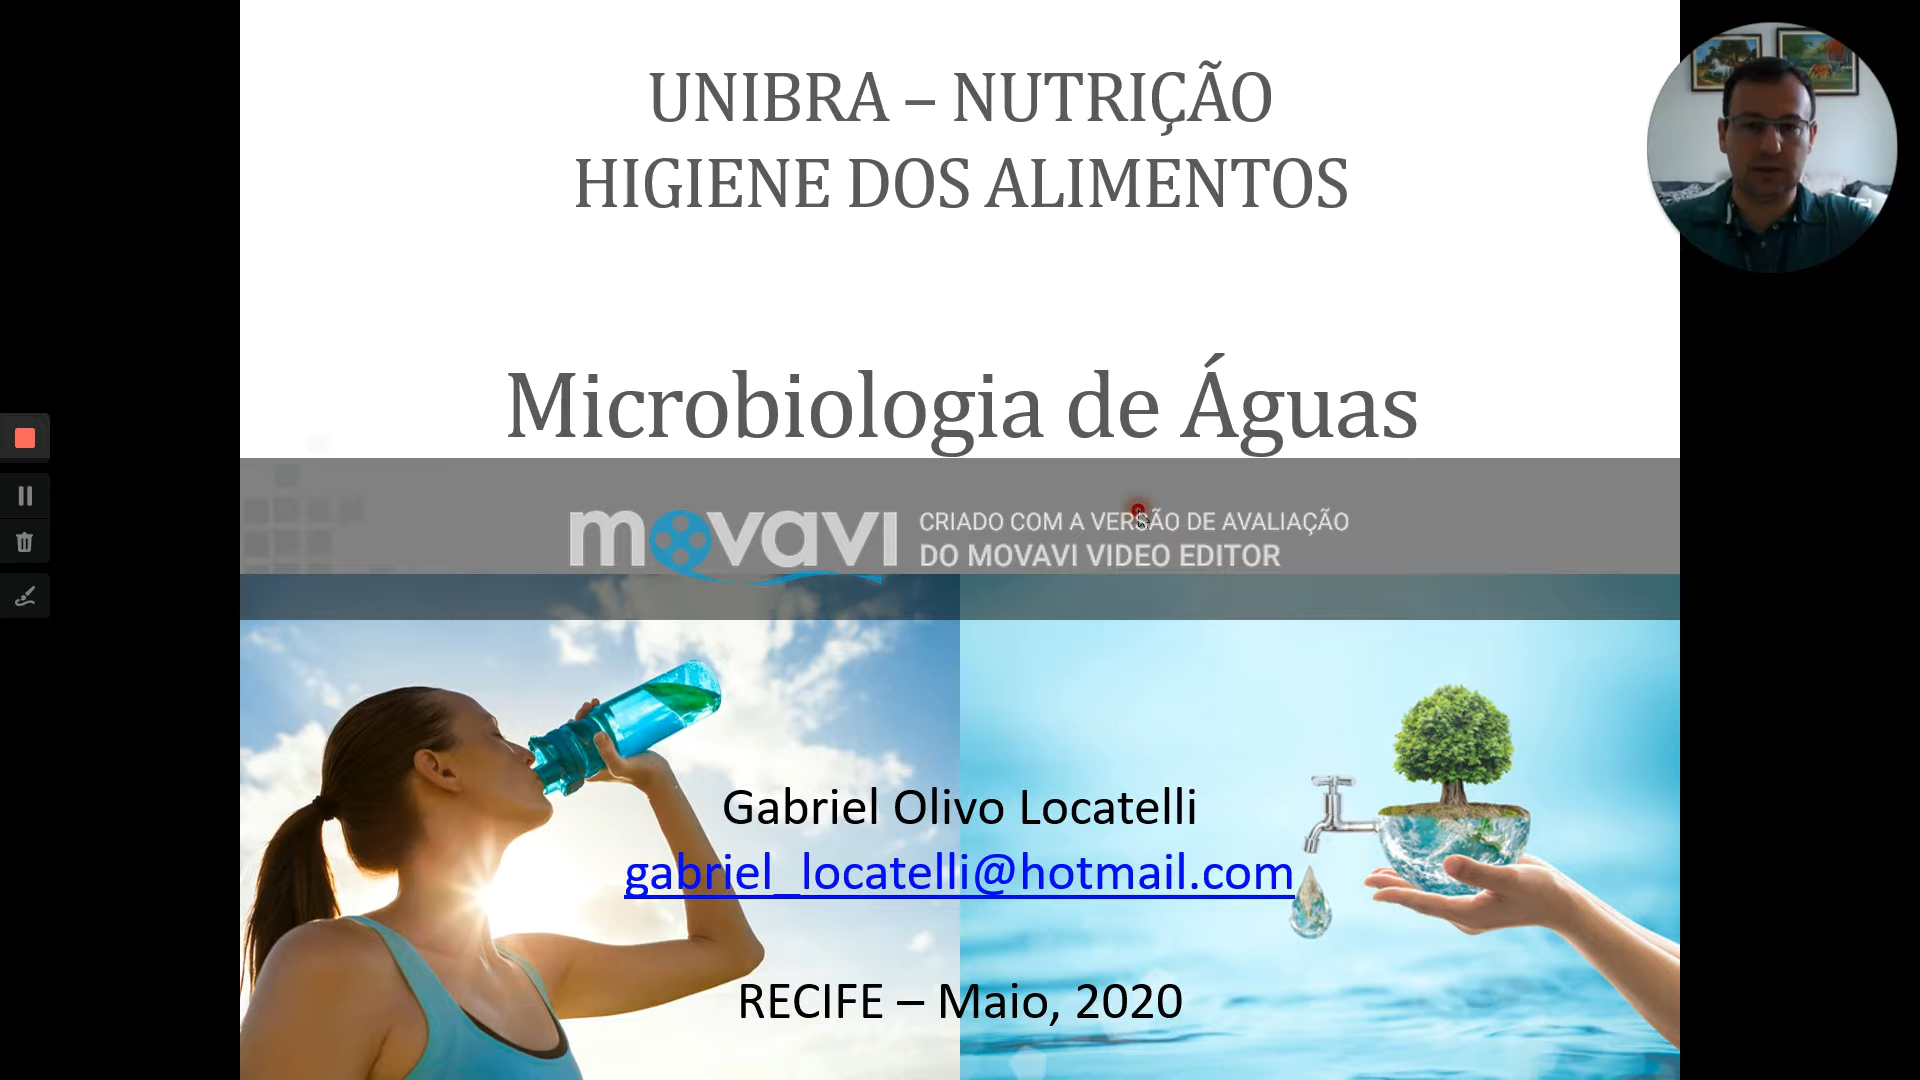 UNIBRA – NUTRIÇÃO
HIGIENE DOS ALIMENTOS
Microbiologia de Águas
movavi
CRIADO COM A VERSÃO DE AVALIAÇÃO
DO MOVAVI VIDEO EDITOR
Gabriel Olivo Locatelli
gabriel_locatelli@hotmail.com
RECIFE – Maio, 2020